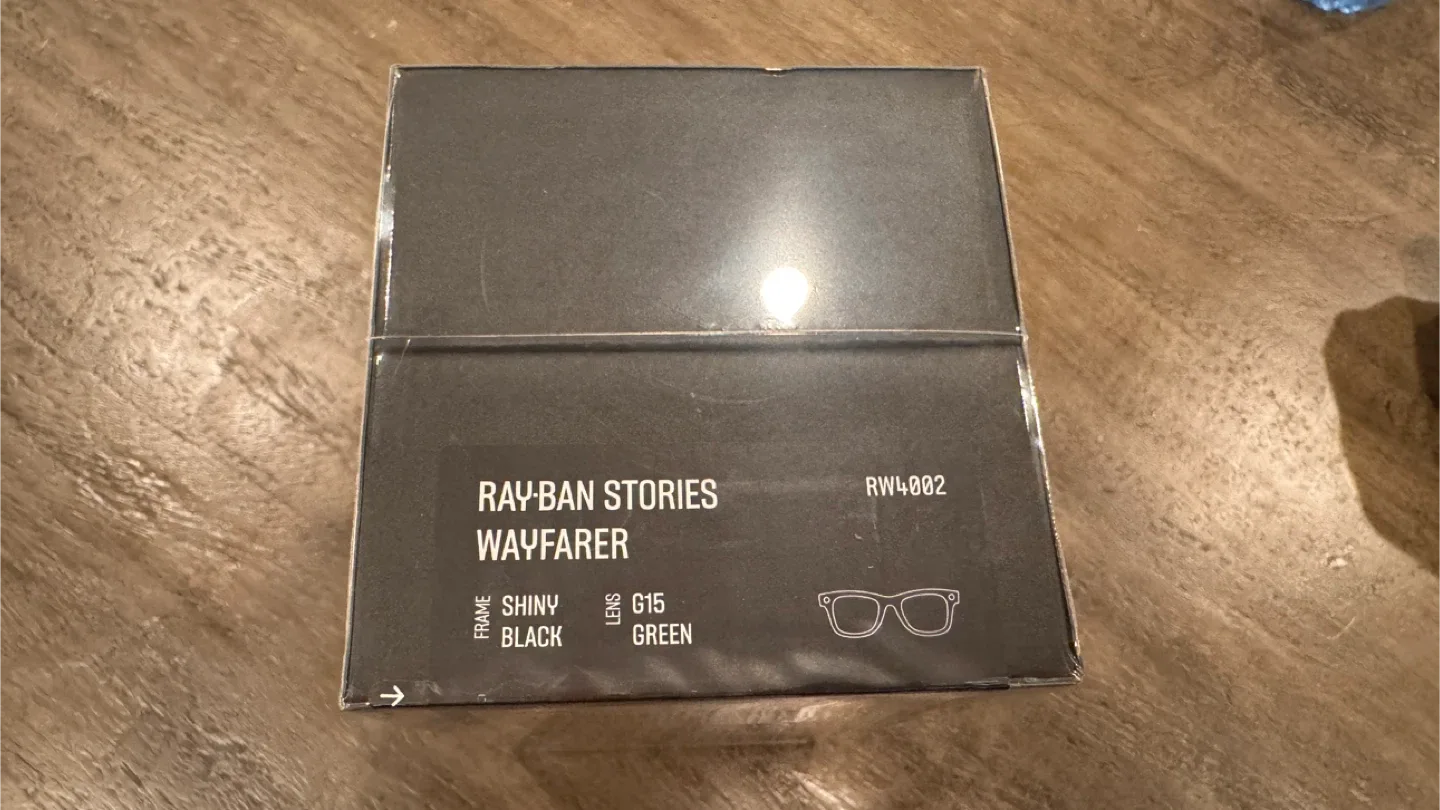 RAY-BAN STORIES
WAYFARER
RW4002
FRAME
SHINY
BLACK
LENS
G15
GREEN